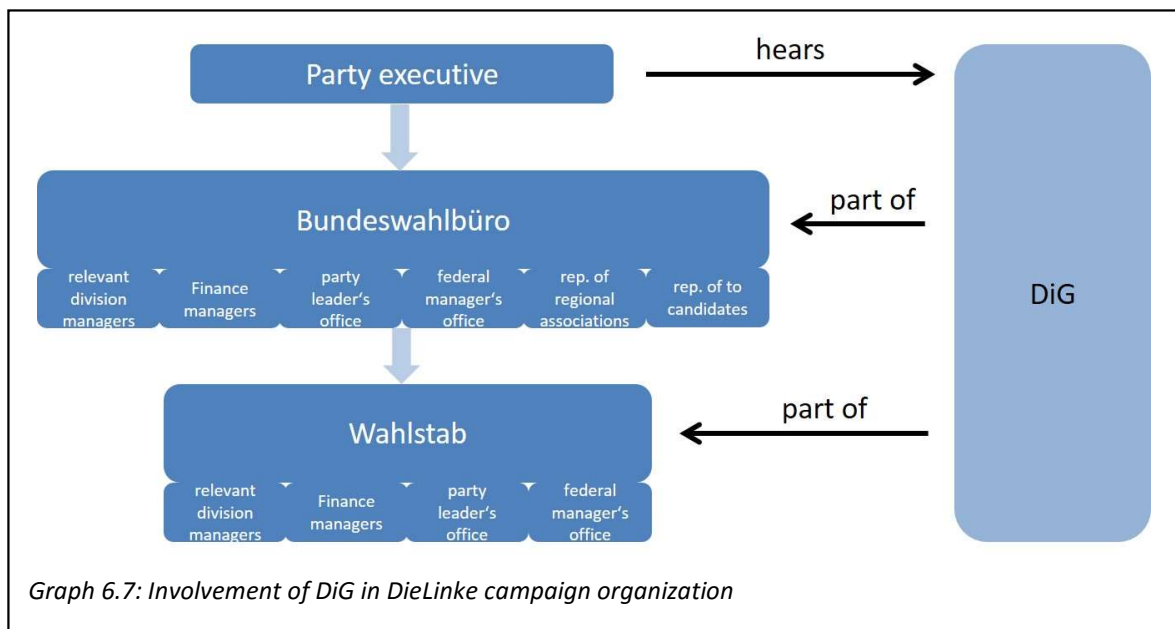 Party executive
hears
Bundeswahlbüro
part of
relevant
division
managers
Finance
managers
party
leader‘s
office
federal
manager‘s
office
rep. of
regional
associations
rep. of to
candidates
DiG
Wahlstab
part of
relevant
division
managers
Finance
managers
party
leader‘s
office
federal
manager‘s
office
Graph 6.7: Involvement of DiG in DieLinke campaign organization